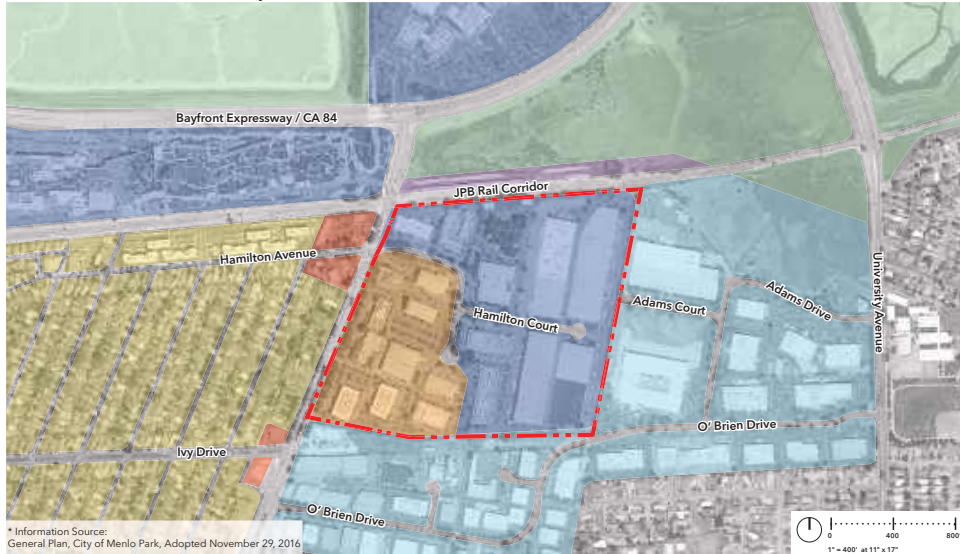 Bayfront Expressway / CA 84
JPB Rail Corridor
Hamilton Avenue
Hamilton Court
Adams Court
Adams Drive
University Avenue
O' Brien Drive
Ivy Drive
O' Brien Drive
* Information Source:
General Plan, City of Menlo Park, Adopted November 29, 2016
0 400 800'
1" = 400' at 11" x 17"